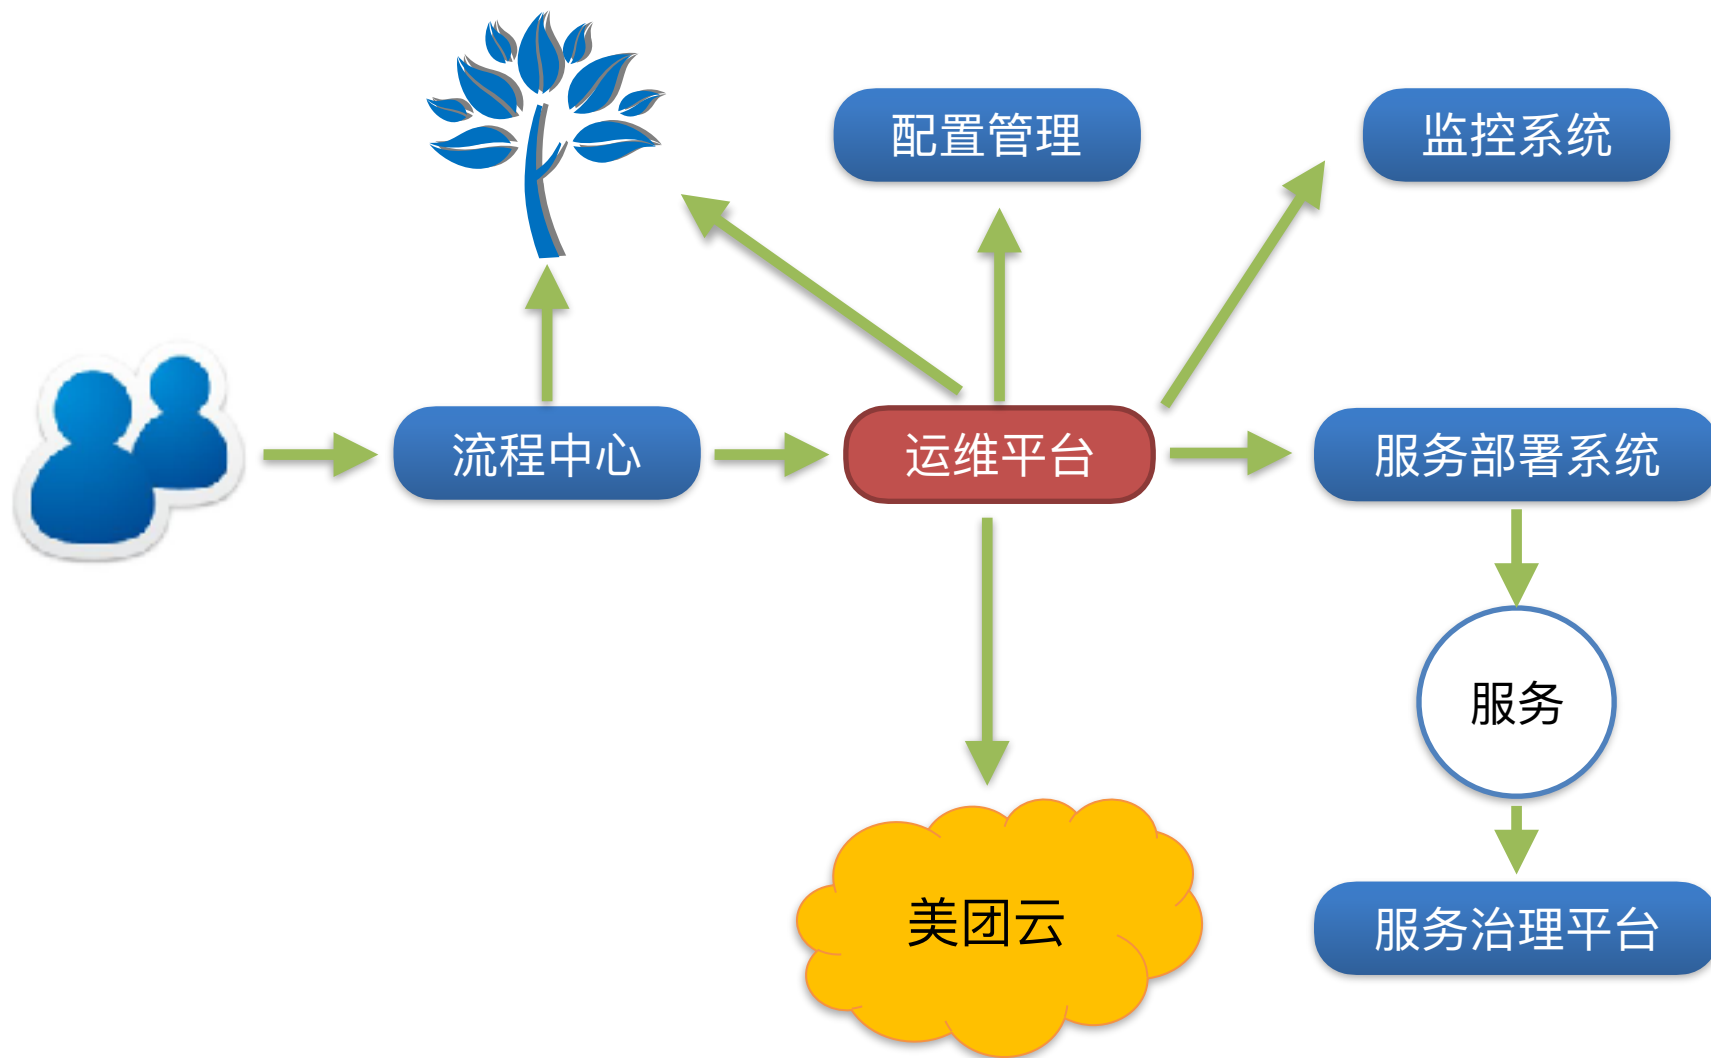 配置管理
监控系统
流程中心
运维平台
服务部署系统
服务
美团云
服务治理平台